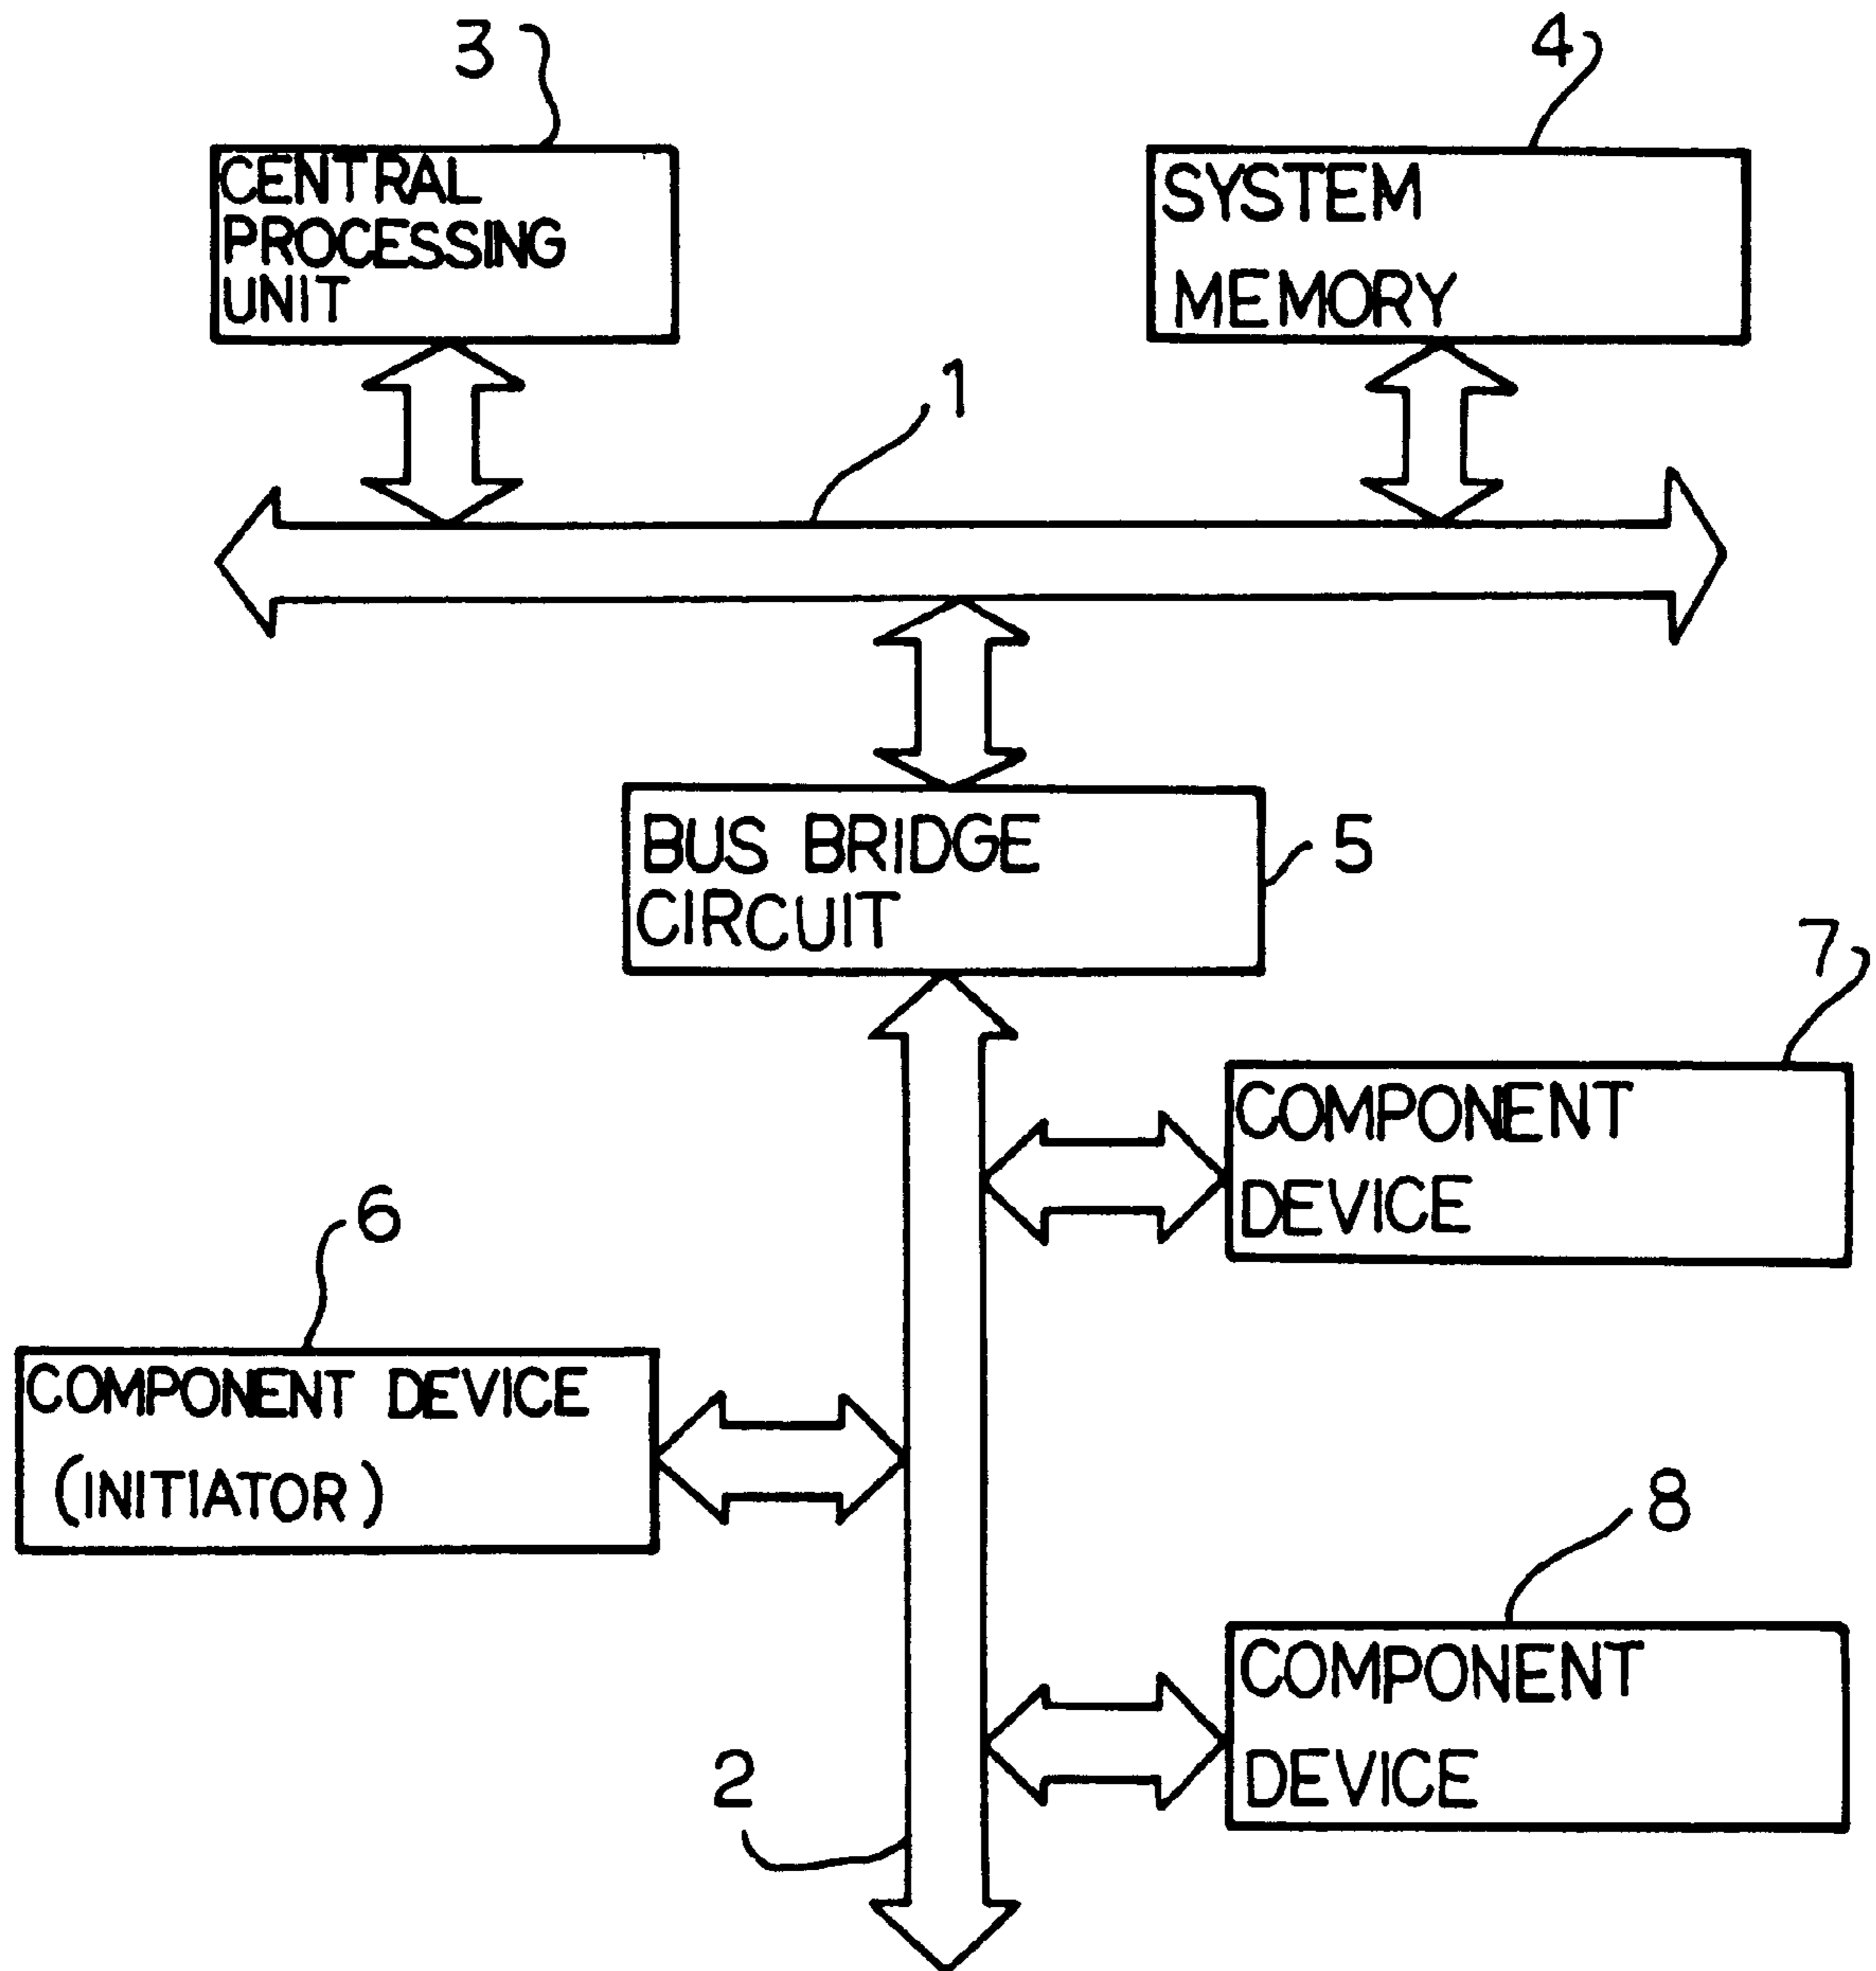 3
4
CENTRAL
PROCESSING
UNIT
SYSTEM
MEMORY
1
BUS BRIDGE
CIRCUIT
5
7
COMPONENT
DEVICE
6
COMPONENT DEVICE
(INITIATOR)
8
COMPONENT
DEVICE
2